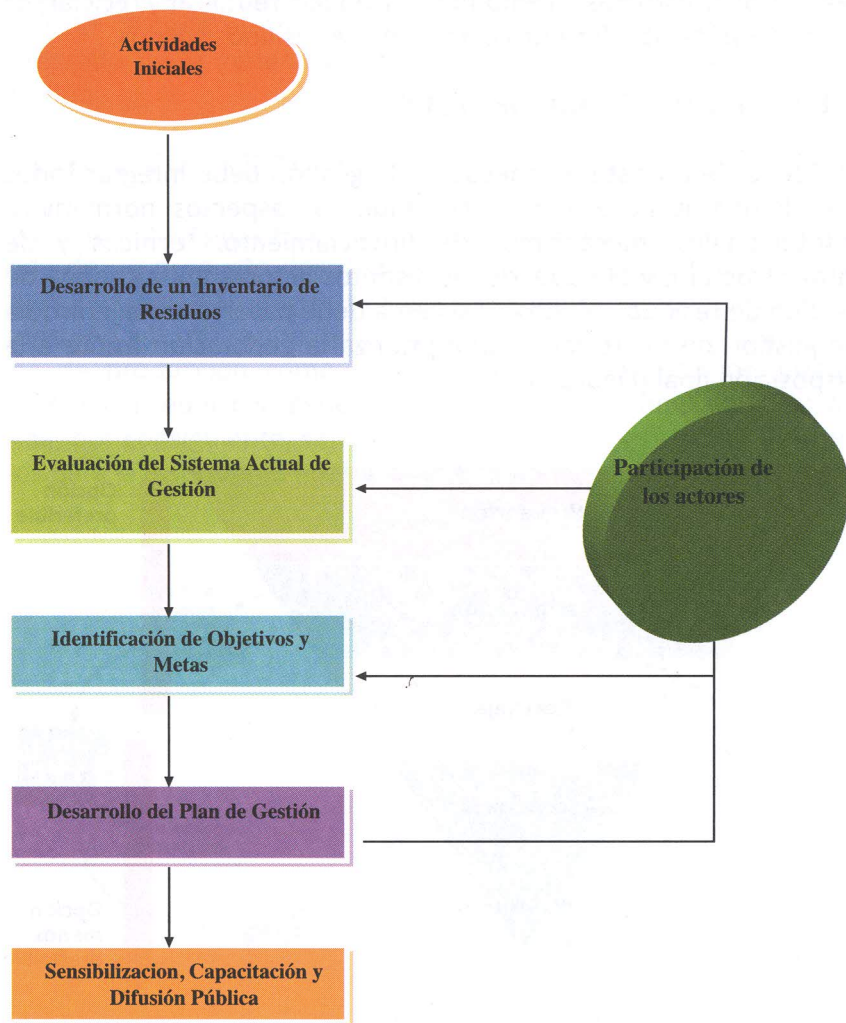 Actividades
Iniciales
Desarrollo de un Inventario de
Residuos
Evaluación del Sistema Actual de
Gestión
Participación de
los actores
Identificación de Objetivos y
Metas
Desarrollo del Plan de Gestión
Sensibilizacion, Capacitación y
Difusión Pública